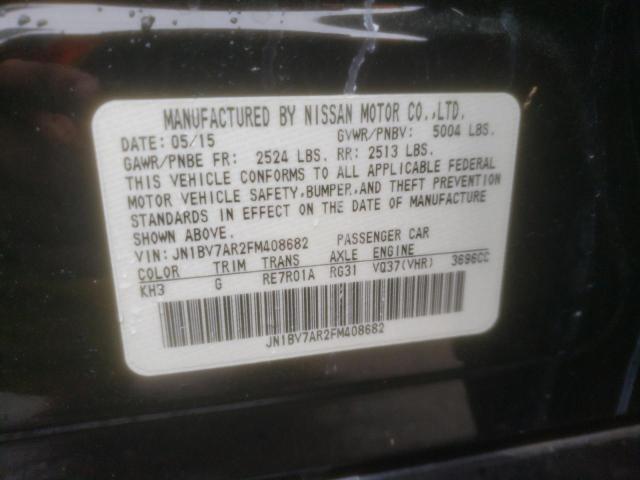 MANUFACTURED BY NISSAN MOTOR CO.,LTD.
DATE: 05/15 GVWR/PNBV: 5004 LBS.
GAWR/PNBE FR: 2524 LBS. RR: 2513 LBS.
THIS VEHICLE CONFORMS TO ALL APPLICABLE FEDERAL
MOTOR VEHICLE SAFETY, BUMPER, AND THEFT PREVENTION
STANDARDS IN EFFECT ON THE DATE OF MANUFACTURE
SHOWN ABOVE.
VIN: JN1BV7AR2FM408682 PASSENGER CAR
COLOR TRIM TRANS AXLE ENGINE
KH3 G RE7R01A RG31 VQ37(VHR) 3696CC
JN1BV7AR2FM408682